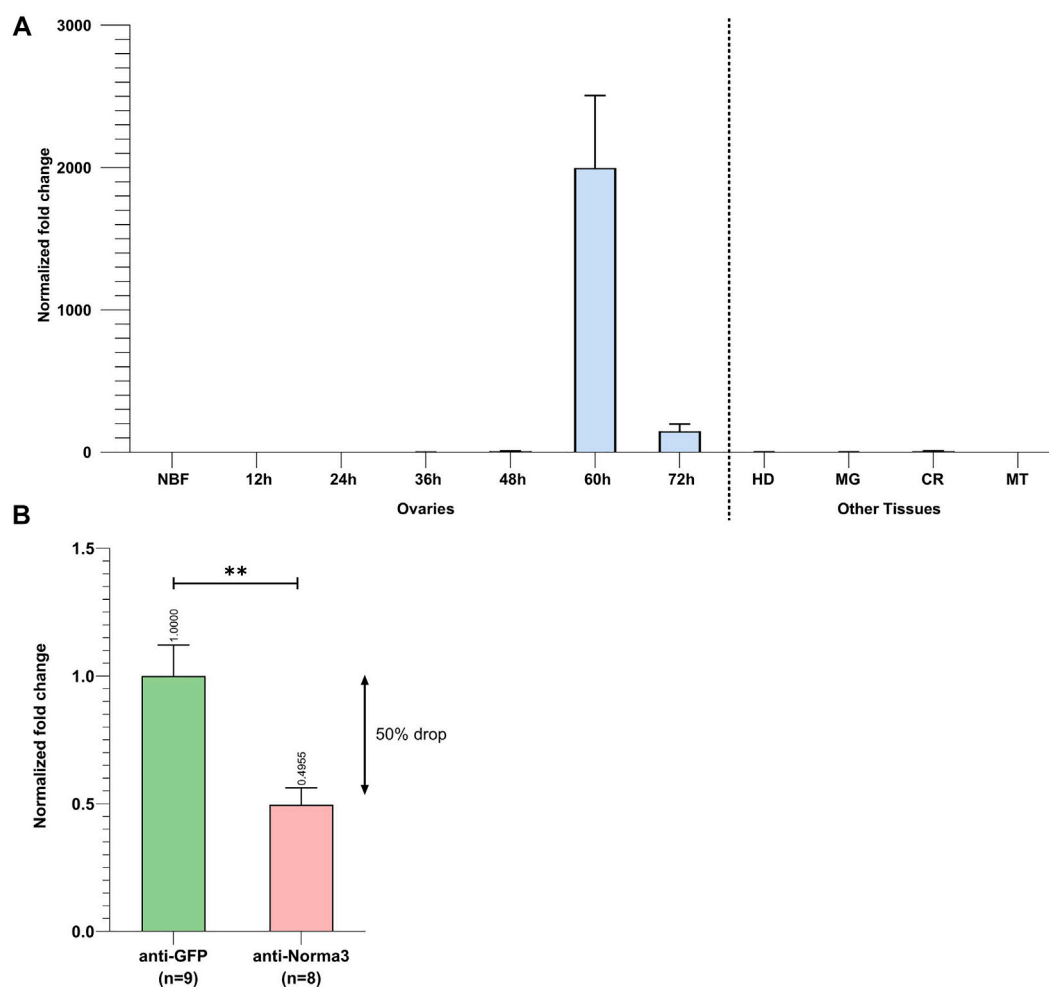 A
Normalized fold change
3000
2000
1000
0
NBF 12h 24h 36h 48h 60h 72h HD MG CR MT
Ovaries Other Tissues
B
Normalized fold change
1.5
1.0
0.5
0.0
**
1.0000
0.4955
50% drop
anti-GFP anti-Norma3
(n=9) (n=8)